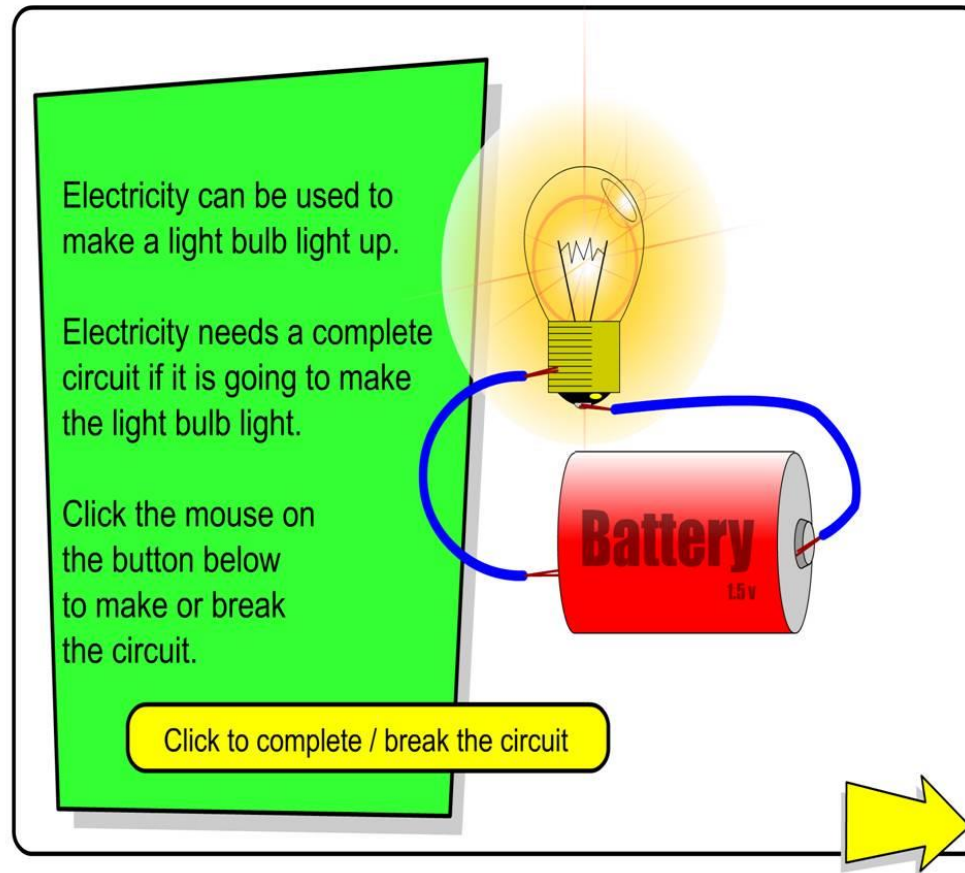 Electricity can be used to
make a light bulb light up.
Electricity needs a complete
circuit if it is going to make
the light bulb light.
Click the mouse on
the button below
to make or break
the circuit.
Battery
1.5 v
Click to complete / break the circuit